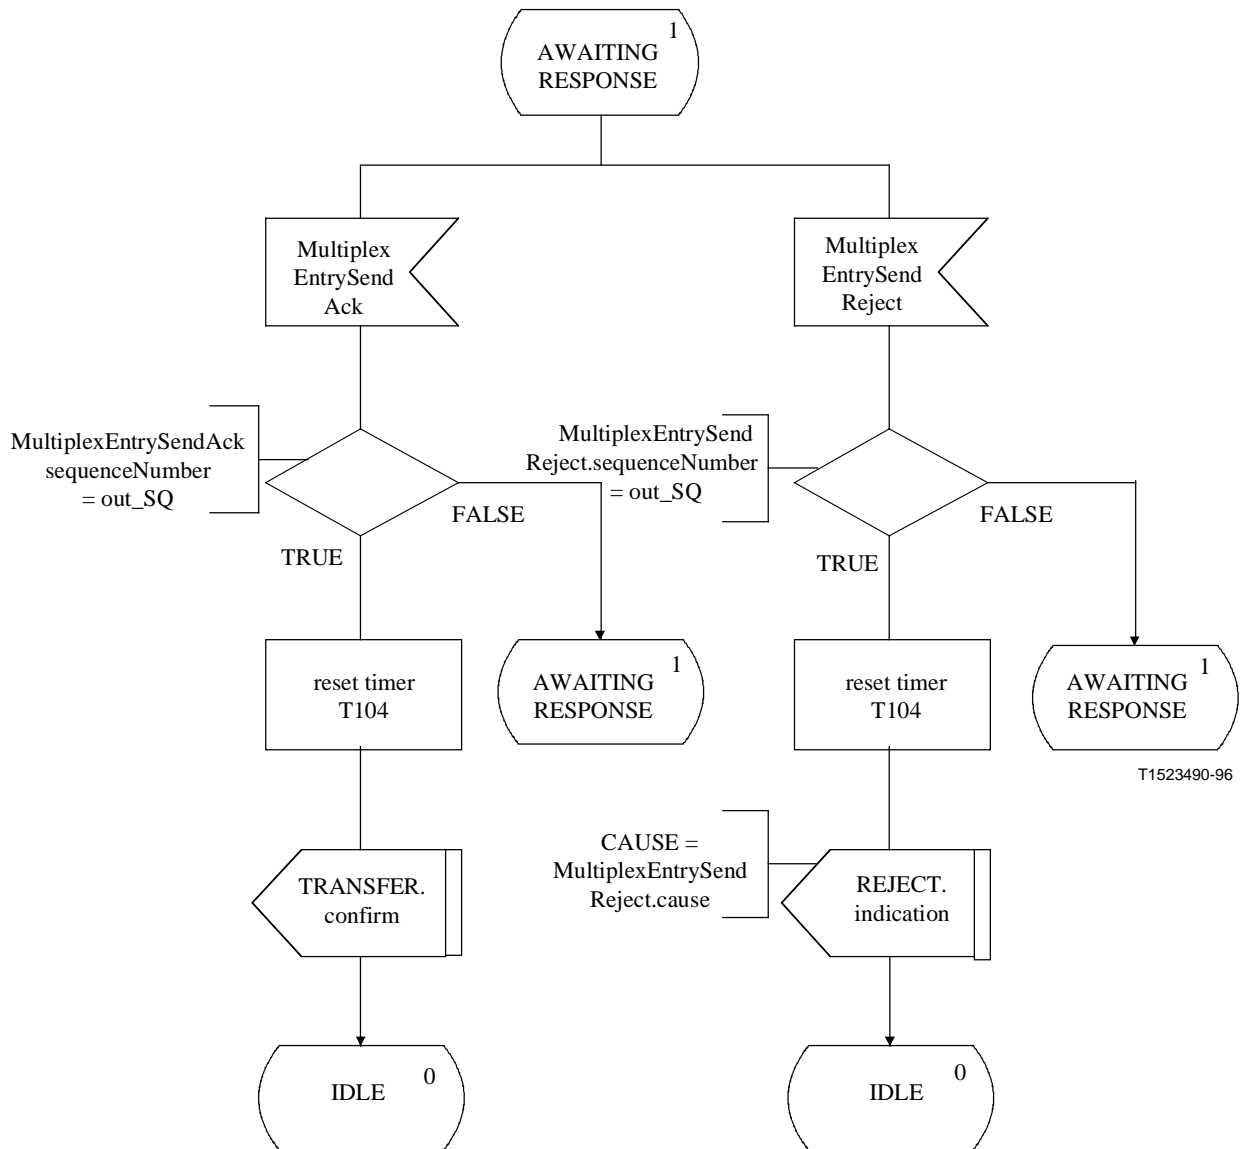 1
AWAITING
RESPONSE
Multiplex
EntrySend
Ack
Multiplex
EntrySend
Reject
MultiplexEntrySendAck
sequenceNumber
= out_SQ
FALSE
TRUE
MultiplexEntrySend
Reject.sequenceNumber
= out_SQ
FALSE
TRUE
reset timer
T104
1
AWAITING
RESPONSE
reset timer
T104
1
AWAITING
RESPONSE
T1523490-96
TRANSFER.
confirm
CAUSE =
MultiplexEntrySend
Reject.cause
REJECT.
indication
0
IDLE
0
IDLE